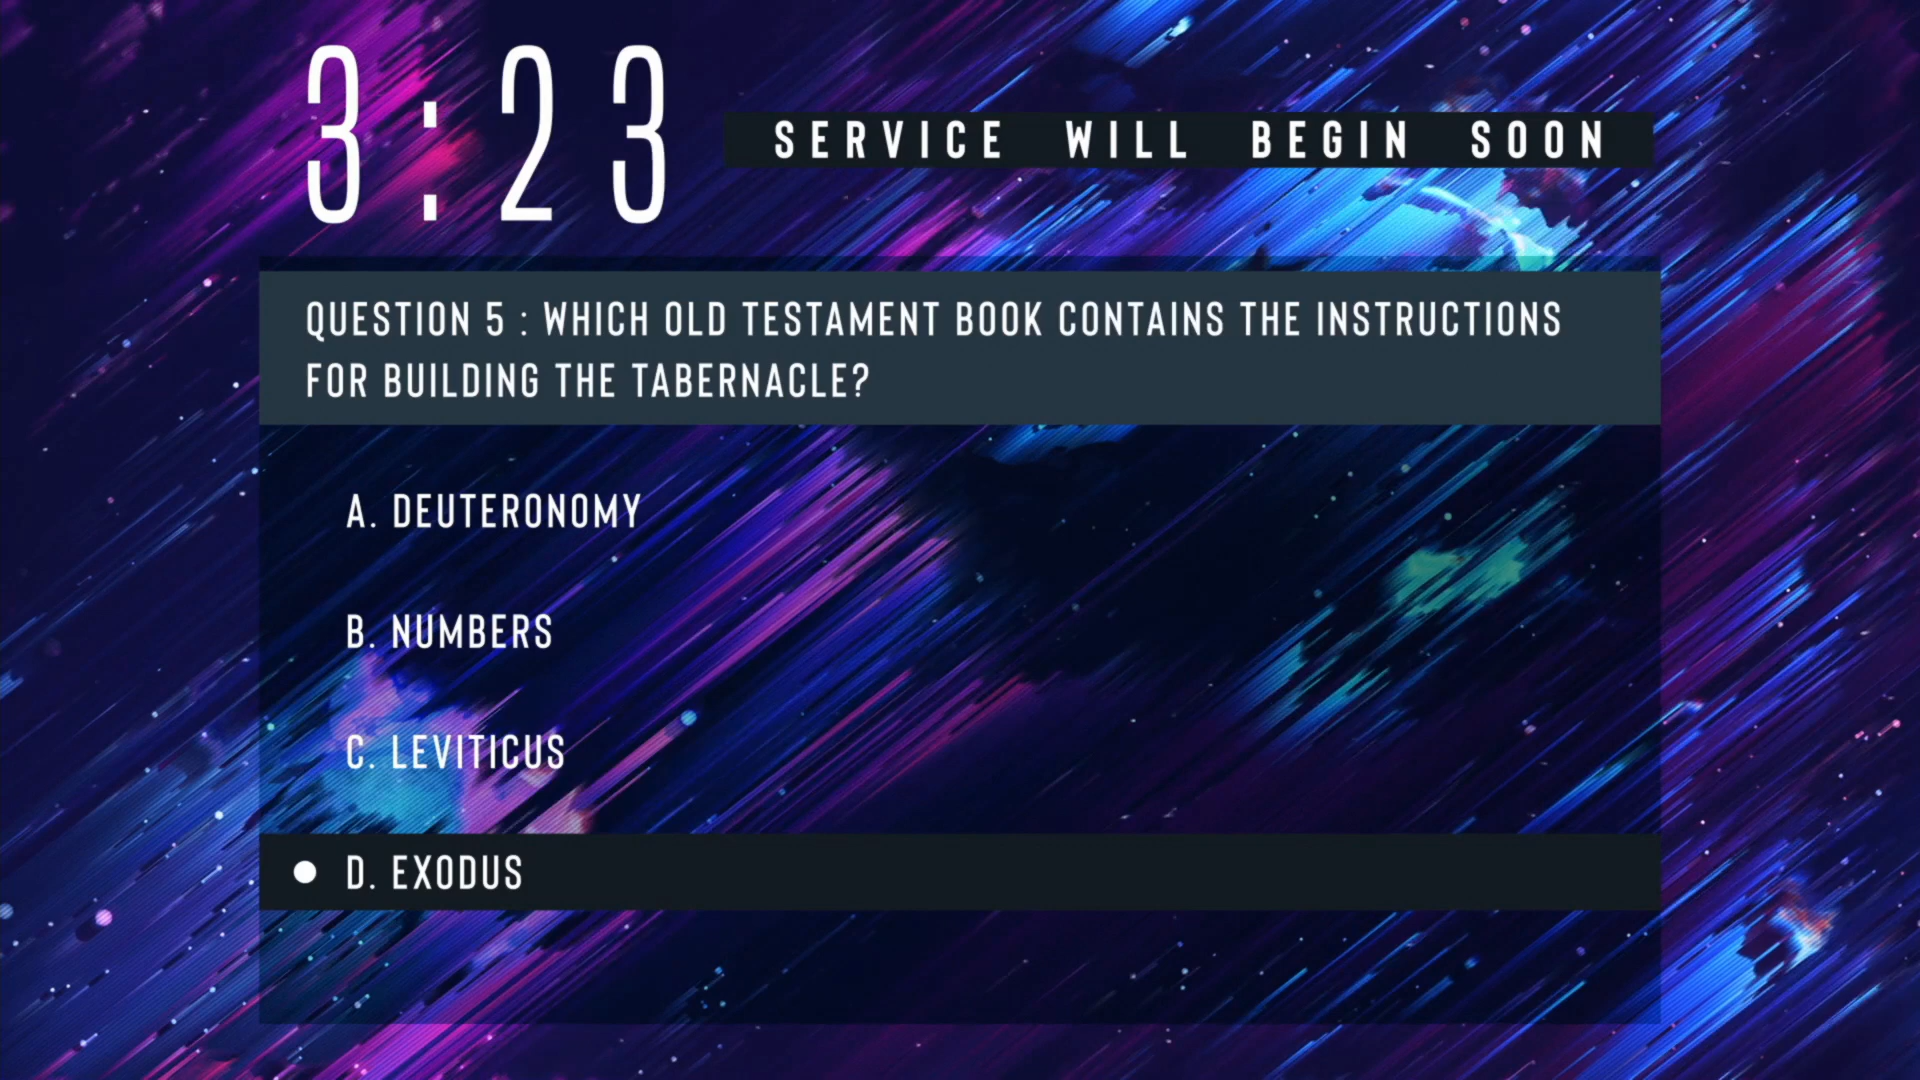 3:23
SERVICE WILL BEGIN SOON
QUESTION 5 : WHICH OLD TESTAMENT BOOK CONTAINS THE INSTRUCTIONS
FOR BUILDING THE TABERNACLE?
A. DEUTERONOMY
B. NUMBERS
C. LEVITICUS
D. EXODUS